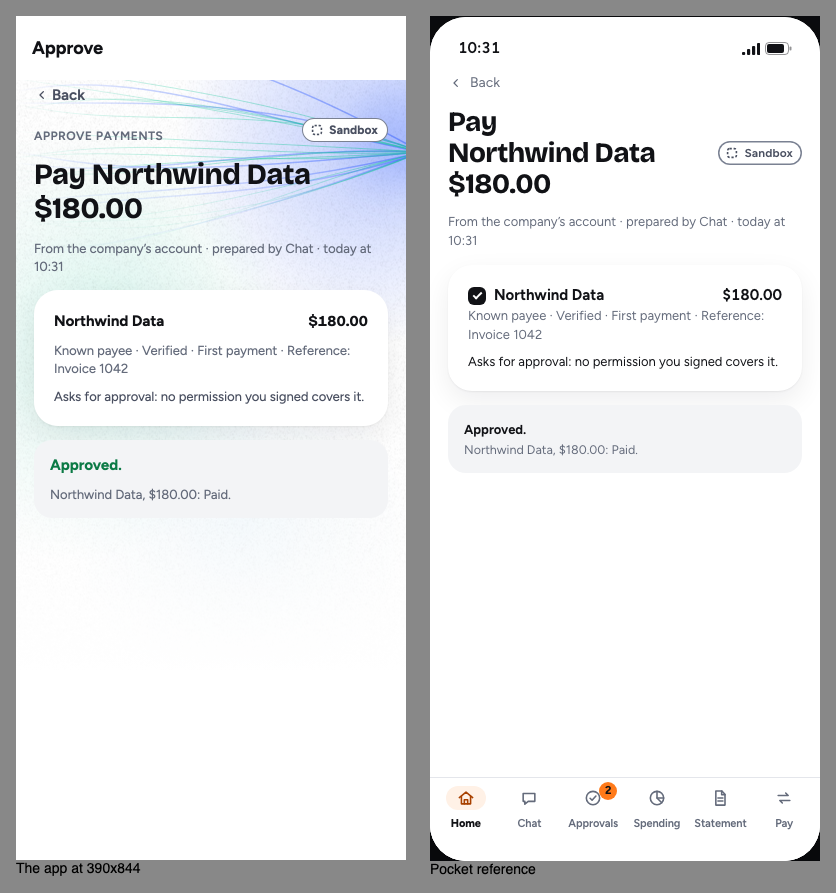 Approve
Back
APPROVE PAYMENTS
Sandbox
Pay Northwind Data
$180.00
From the company’s account · prepared by Chat · today at
10:31
Northwind Data $180.00
Known payee · Verified · First payment · Reference:
Invoice 1042
Asks for approval: no permission you signed covers it.
Approved.
Northwind Data, $180.00: Paid.
The app at 390x844
10:31
Back
Pay
Northwind Data
$180.00
Sandbox
From the company’s account · prepared by Chat · today at
10:31
Northwind Data $180.00
Known payee · Verified · First payment · Reference:
Invoice 1042
Asks for approval: no permission you signed covers it.
Approved.
Northwind Data, $180.00: Paid.
2
Home Chat Approvals Spending Statement Pay
Pocket reference